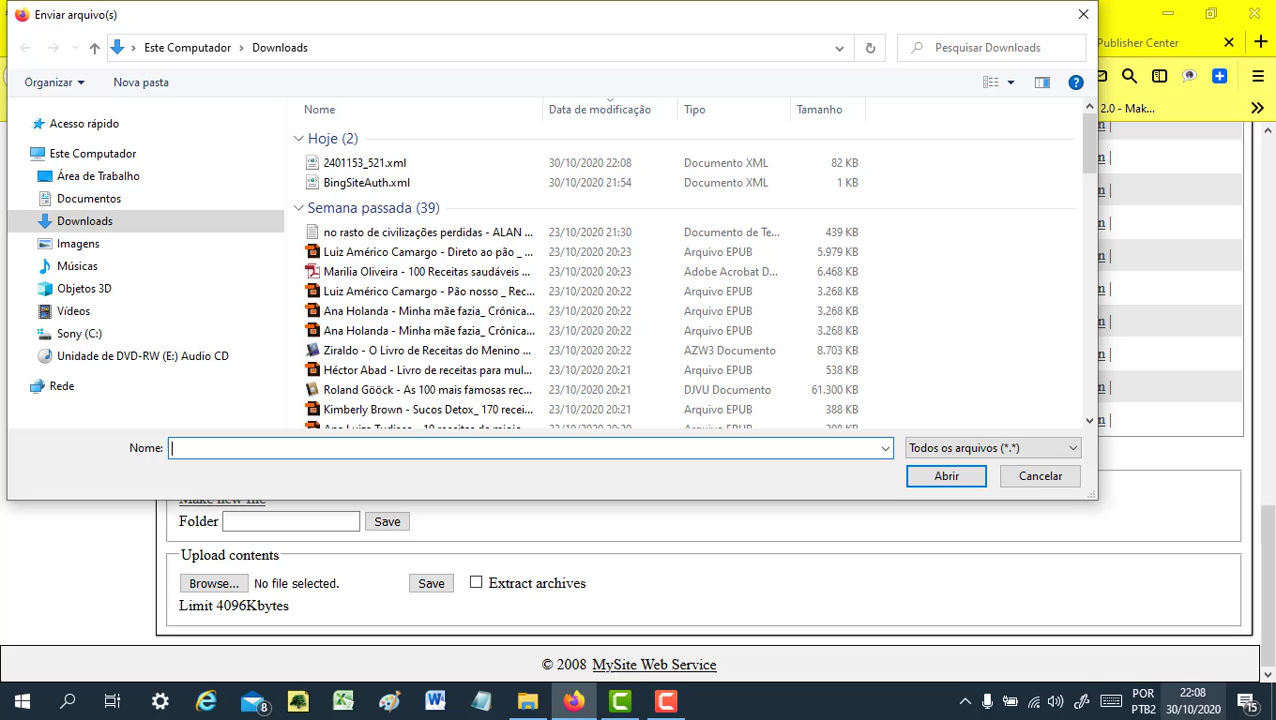 Enviar arquivo(s)
Este Computador > Downloads
Pesquisar Downloads
Publisher Center
Organizar
Nova pasta
2.0 - Mak...
Nome
Data de modificação
Tipo
Tamanho
Acesso rápido
Este Computador
Área de Trabalho
Documentos
Downloads
Imagens
Músicas
Objetos 3D
Vídeos
Sony (C:)
Unidade de DVD-RW (E:) Audio CD
Rede
Hoje (2)
2401153_521.xml 30/10/2020 22:08 Documento XML 82 KB
BingSiteAuth.xml 30/10/2020 21:54 Documento XML 1 KB
Semana passada (39)
no rasto de civilizações perdidas - ALAN ... 23/10/2020 21:30 Documento de Te... 439 KB
Luiz Américo Camargo - Direto ao pão _ ... 23/10/2020 20:23 Arquivo EPUB 5.979 KB
Marilia Oliveira - 100 Receitas saudáveis ... 23/10/2020 20:23 Adobe Acrobat D... 6.468 KB
Luiz Américo Camargo - Pão nosso _ Rec... 23/10/2020 20:22 Arquivo EPUB 3.268 KB
Ana Holanda - Minha mãe fazia_ Crônica... 23/10/2020 20:22 Arquivo EPUB 3.268 KB
Ana Holanda - Minha mãe fazia_ Crônica... 23/10/2020 20:22 Arquivo EPUB 3.268 KB
Ziraldo - O Livro de Receitas do Menino ... 23/10/2020 20:22 AZW3 Documento 8.703 KB
Héctor Abad - Livro de receitas para mul... 23/10/2020 20:21 Arquivo EPUB 538 KB
Roland Gööck - As 100 mais famosas rec... 23/10/2020 20:21 DJVU Documento 61.300 KB
Kimberly Brown - Sucos Detox_ 170 recei... 23/10/2020 20:21 Arquivo EPUB 388 KB
Nome:
Todos os arquivos (*.*)
Abrir
Cancelar
Make new file
Folder
Save
Upload contents
Browse... No file selected.
Save
Extract archives
Limit 4096Kbytes
© 2008 MySite Web Service
8
POR
PTB2
22:08
30/10/2020
15